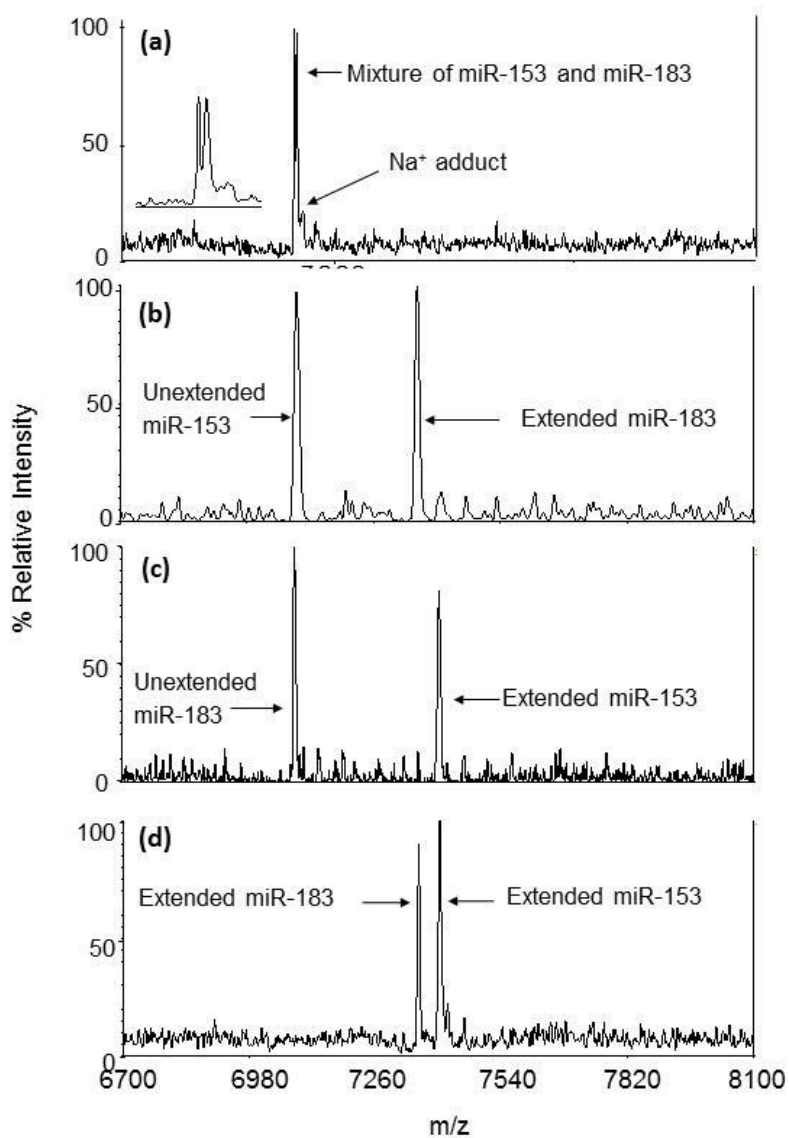 100
(a)
Mixture of miR-153 and miR-183
50
Na⁺ adduct
0
100
(b)
Unextended
miR-153
50
Extended miR-183
0
100
(c)
50
Unextended
miR-183
Extended miR-153
0
100
(d)
Extended miR-183
Extended miR-153
50
0
6700 6980 7260 7540 7820 8100
m/z
% Relative Intensity